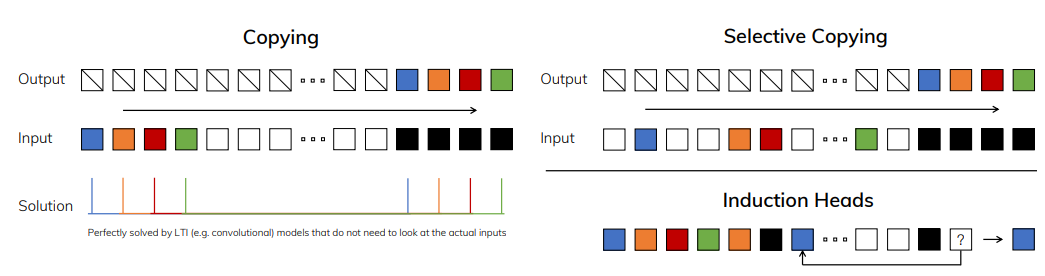 Copying
Output
Input
Solution
Perfectly solved by LTI (e.g. convolutional) models that do not need to look at the actual inputs
Selective Copying
Output
Input
Induction Heads
?